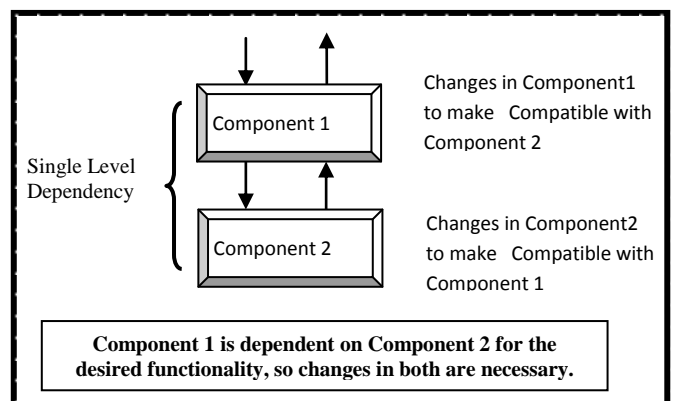 Changes in Component1
to make Compatible with
Component 2
Component 1
Single Level
Dependency
Changes in Component2
to make Compatible with
Component 1
Component 2
Component 1 is dependent on Component 2 for the
desired functionality, so changes in both are necessary.